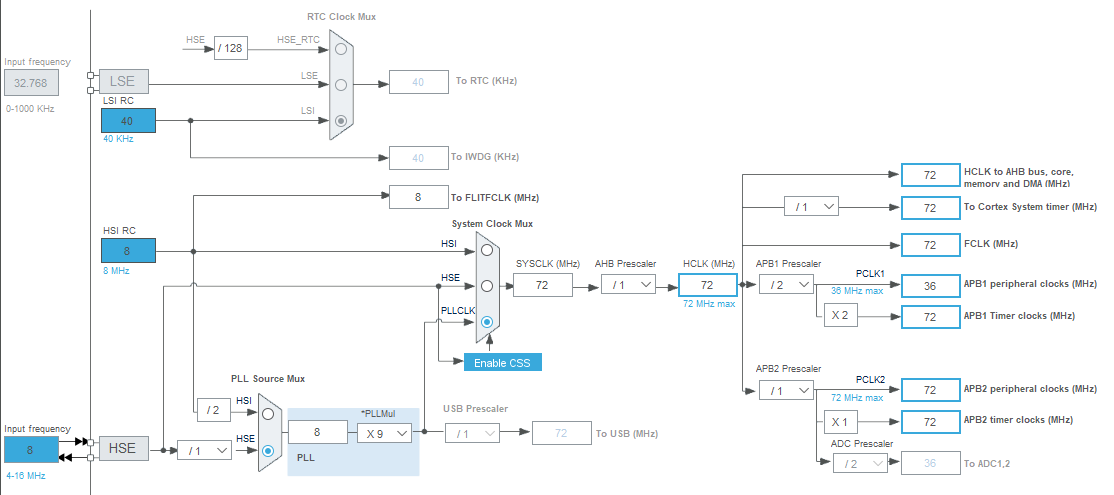 RTC Clock Mux
HSE
/ 128
HSE_RTC
Input frequency
32.768
0-1000 KHz
LSE
LSE
To RTC (KHz)
40
LSI RC
40
40 KHz
LSI
40
To IWDG (KHz)
8
To FLITFCLK (MHz)
HSI RC
8
8 MHz
System Clock Mux
HSI
HSE
PLLCLK
SYSCLK (MHz)
72
AHB Prescaler
/ 1
HCLK (MHz)
72
72 MHz max
Enable CSS
72
HCLK to AHB bus, core,
memory and DMA (MHz)
/ 1
72
To Cortex System timer (MHz)
72
FCLK (MHz)
APB1 Prescaler
/ 2
PCLK1
36 MHz max
36
APB1 peripheral clocks (MHz)
X 2
72
APB1 Timer clocks (MHz)
APB2 Prescaler
/ 1
PCLK2
72 MHz max
72
APB2 peripheral clocks (MHz)
X 1
72
APB2 timer clocks (MHz)
ADC Prescaler
/ 2
36
To ADC1,2
PLL Source Mux
/ 2
HSI
Input frequency
8
4-16 MHz
HSE
/ 1
HSE
8
*PLLMul
X 9
PLL
USB Prescaler
/ 1
72
To USB (MHz)